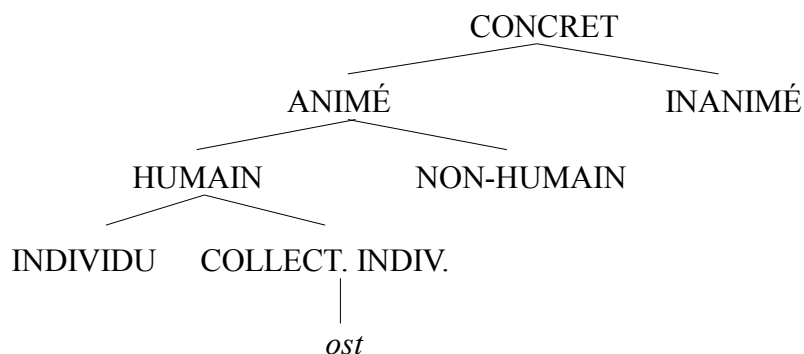 CONCRET
ANIMÉ INANIMÉ
HUMAIN NON-HUMAIN
INDIVIDU COLLECT. INDIV.
ost